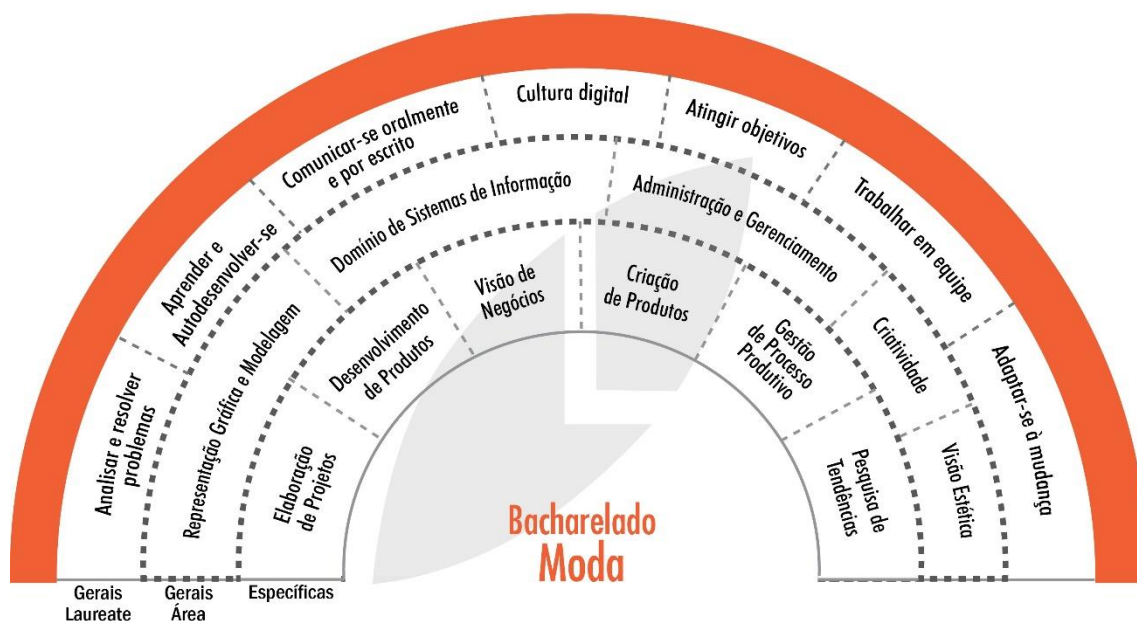 Analisar e resolver
problemas
Aprender e
Autodesenvolver-se
Comunicar-se oralmente
e por escrito
Cultura digital
Atingir objetivos
Trabalhar em equipe
Adaptar-se à mudança
Representação Gráfica e Modelagem
Domínio de Sistemas de Informação
Administração e Gerenciamento
Criatividade
Visão Estética
Elaboração
de Projetos
Desenvolvimento
de Produtos
Visão de
Negócios
Criação
de Produtos
Gestão
de Processo
Produtivo
Pesquisa de
Tendências
Bacharelado
Moda
Gerais
Laureate
Gerais
Área
Específicas